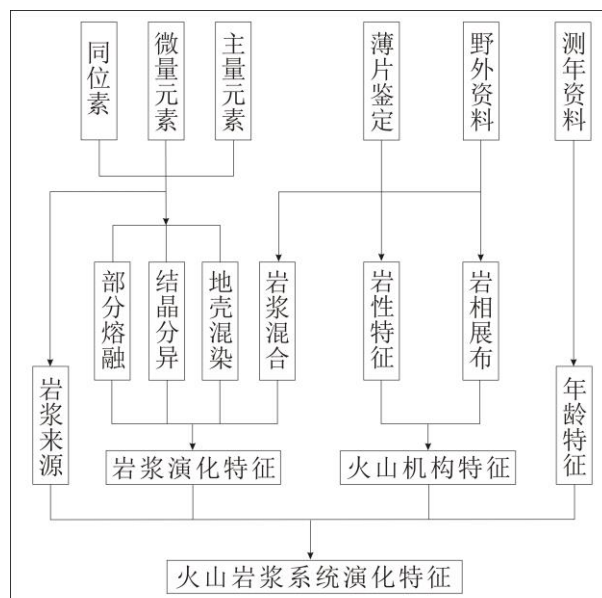 同位素
微量元素
主量元素
薄片鉴定
野外资料
测年资料
部分熔融
结晶分异
地壳混染
岩浆混合
岩性特征
岩相展布
岩浆来源
年龄特征
岩浆演化特征
火山机构特征
火山岩浆系统演化特征